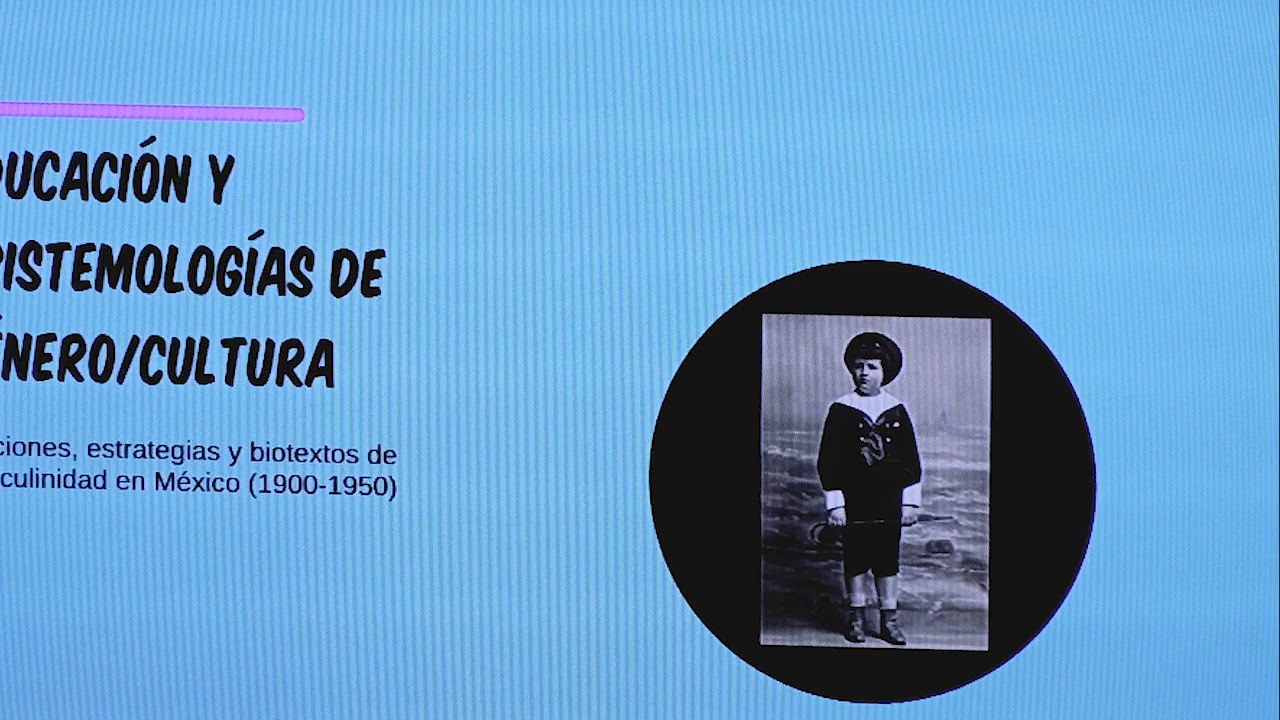 DUCACIÓN Y
PISTEMOLOGÍAS DE
ÉNERO/CULTURA
ciones, estrategias y biotextos de
culinidad en México (1900-1950)